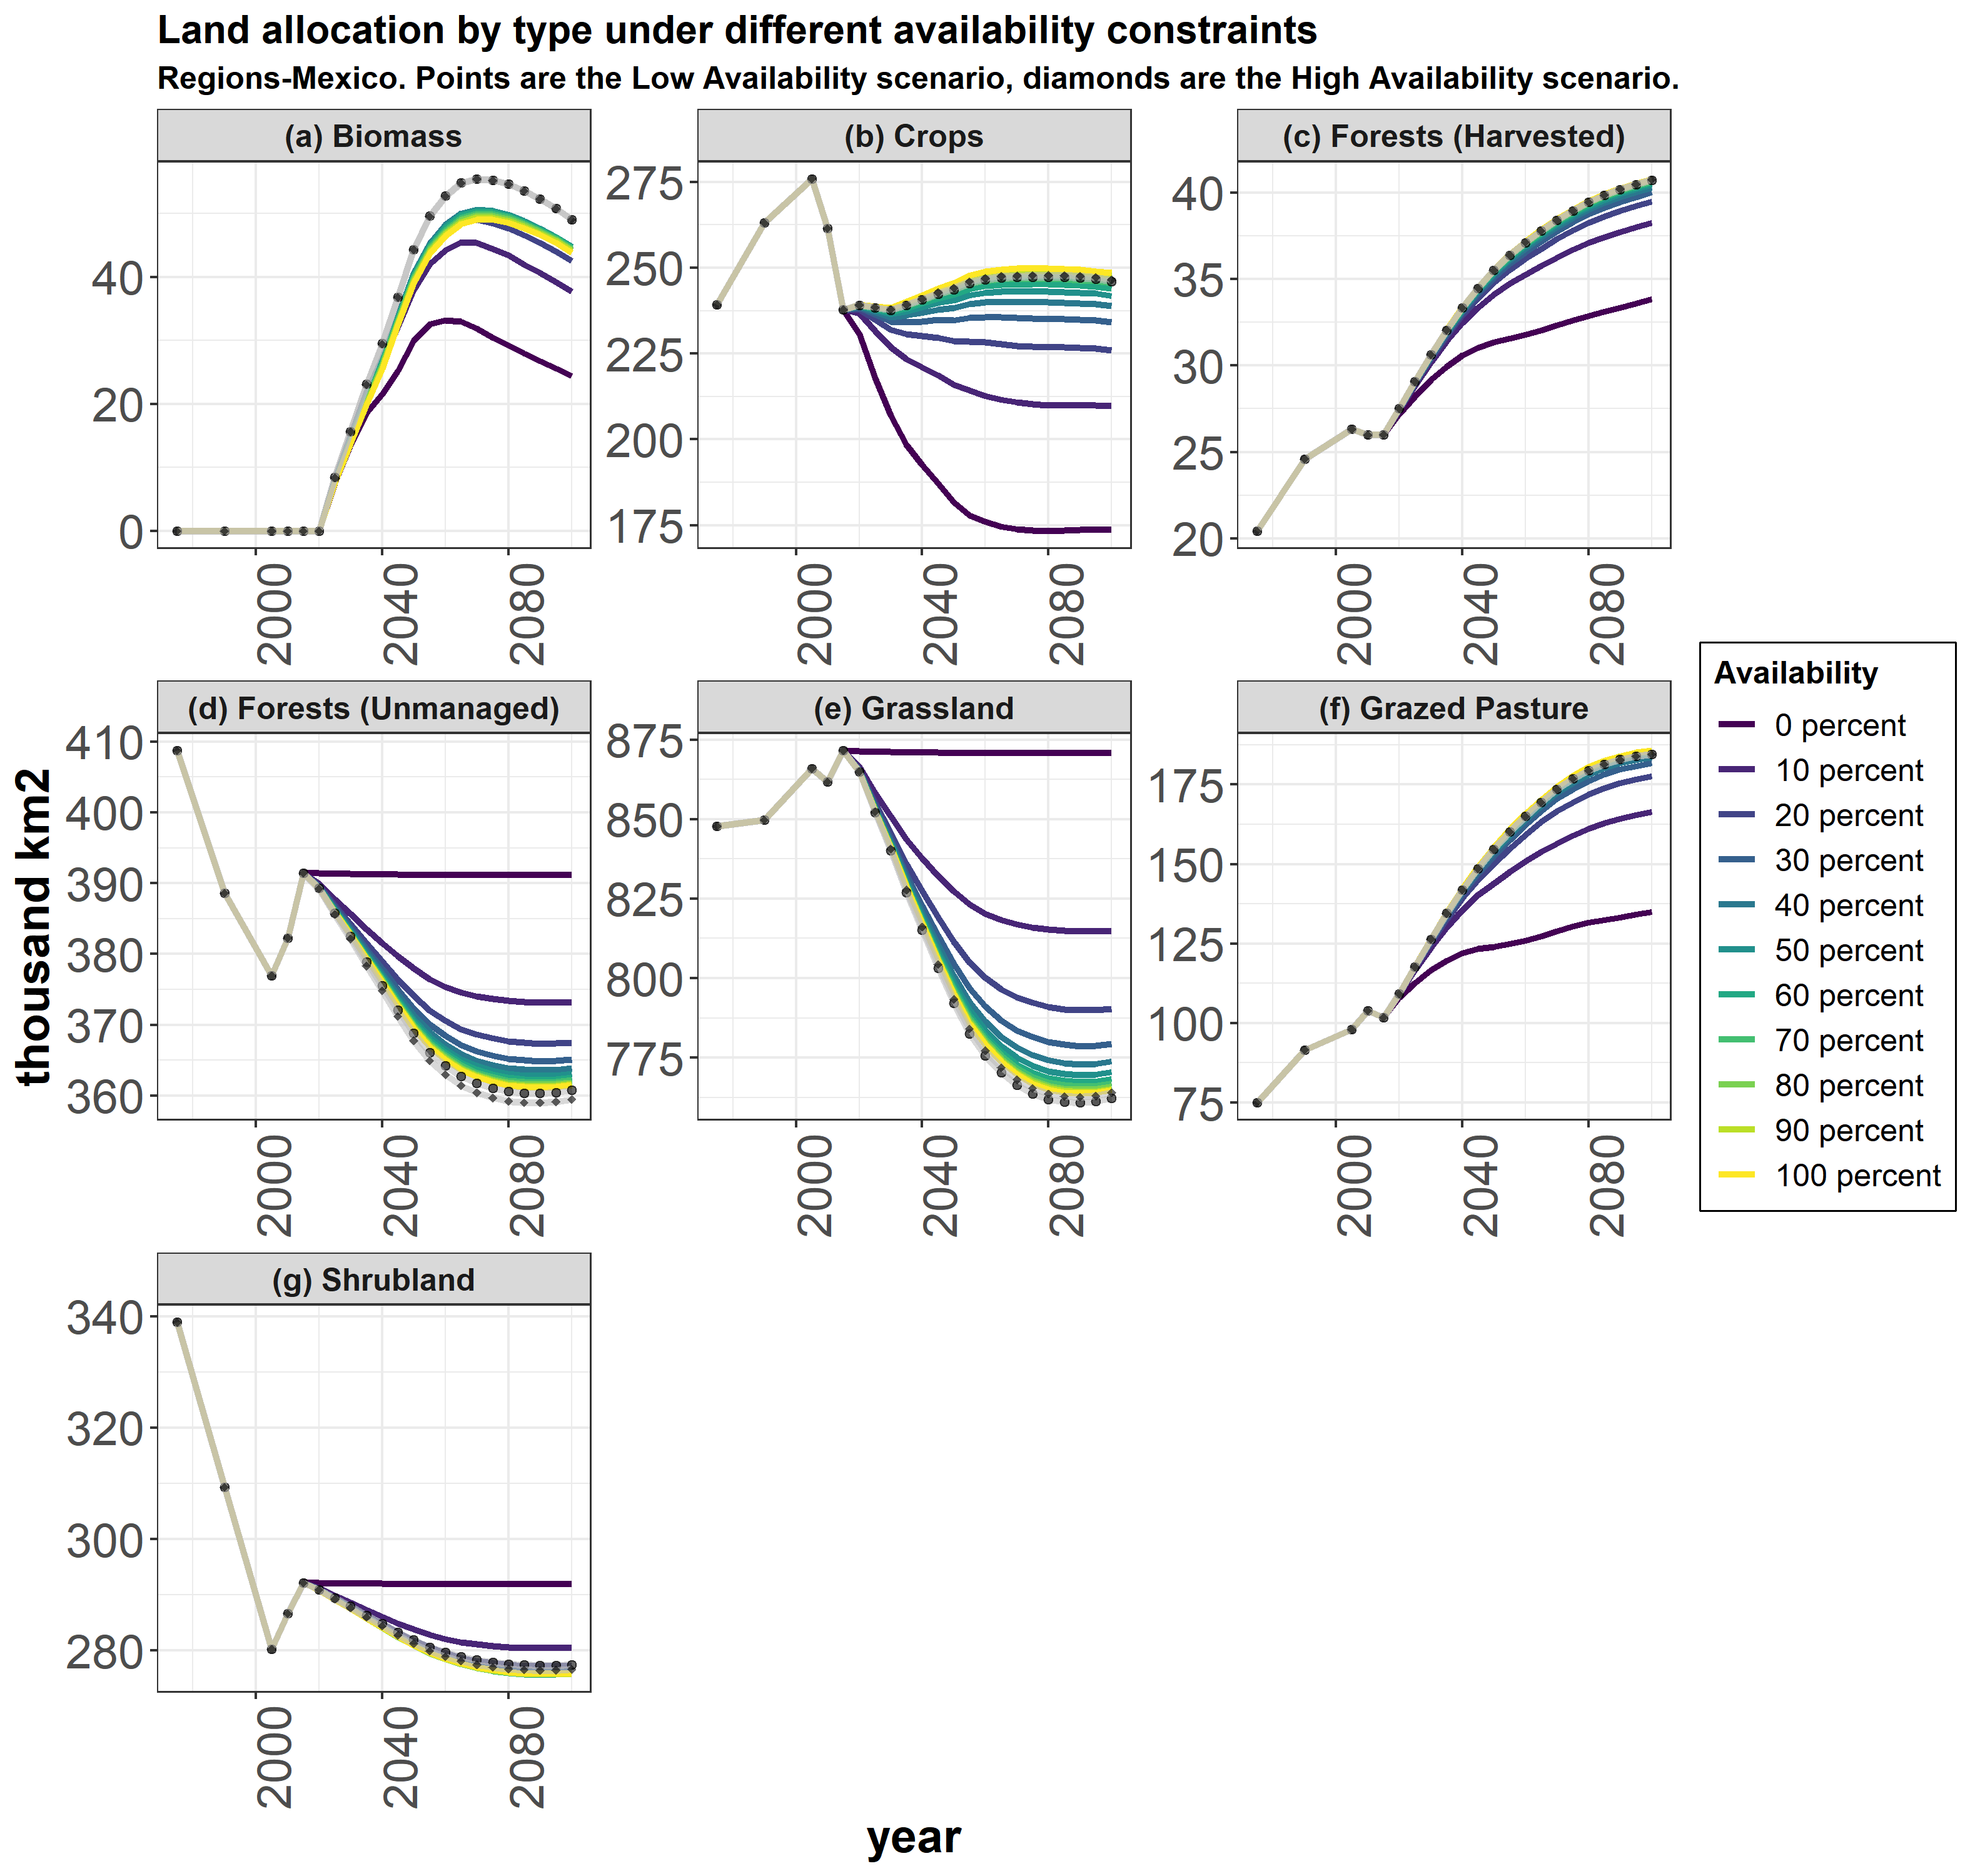 Land allocation by type under different availability constraints
Regions-Mexico. Points are the Low Availability scenario, diamonds are the High Availability scenario.
(a) Biomass
(b) Crops
(c) Forests (Harvested)
40
20
0
2000
2040
2080
275
250
225
200
175
2000
2040
2080
40
35
30
25
20
2000
2040
2080
(d) Forests (Unmanaged)
(e) Grassland
(f) Grazed Pasture
410
400
390
380
370
360
2000
2040
2080
875
850
825
800
775
2000
2040
2080
175
150
125
100
75
2000
2040
2080
(g) Shrubland
340
320
300
280
2000
2040
2080
thousand km2
year
Availability
0 percent
10 percent
20 percent
30 percent
40 percent
50 percent
60 percent
70 percent
80 percent
90 percent
100 percent